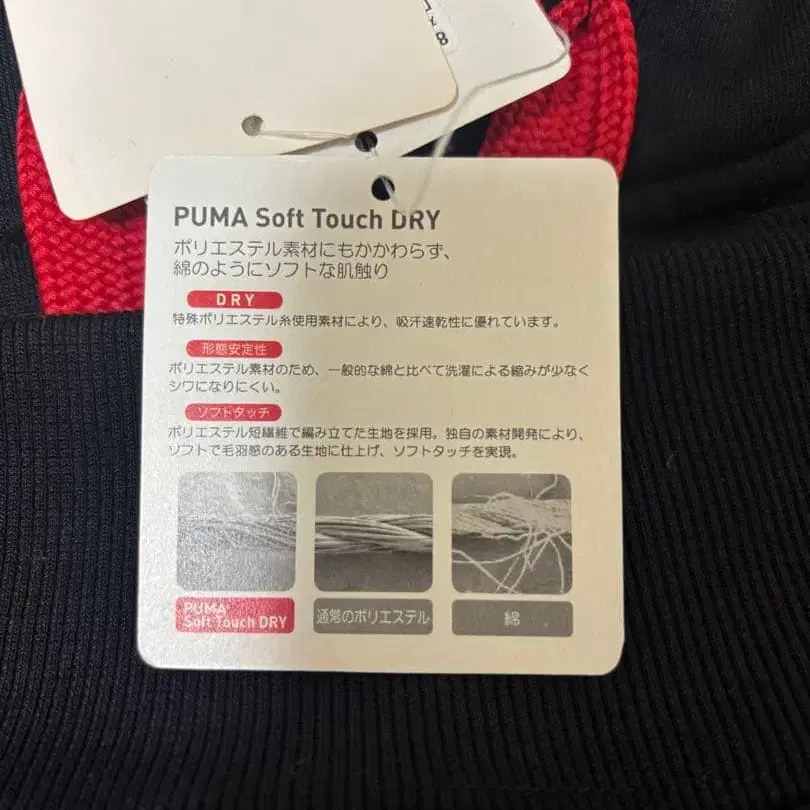 8
PUMA Soft Touch DRY
ポリエステル素材にもかかわらず、
綿のようにソフトな肌触り
DRY
特殊ポリエステル糸使用素材により、吸汗速乾性に優れています。
形態安定性
ポリエステル素材のため、一般的な綿と比べて洗濯による縮みが少なく
シワになりにくい。
ソフトタッチ
ポリエステル短繊維で編み立てた生地を採用。独自の素材開発により、
ソフトで毛羽感のある生地に仕上げ、ソフトタッチを実現。
PUMA
Soft Touch DRY
通常のポリエステル
綿